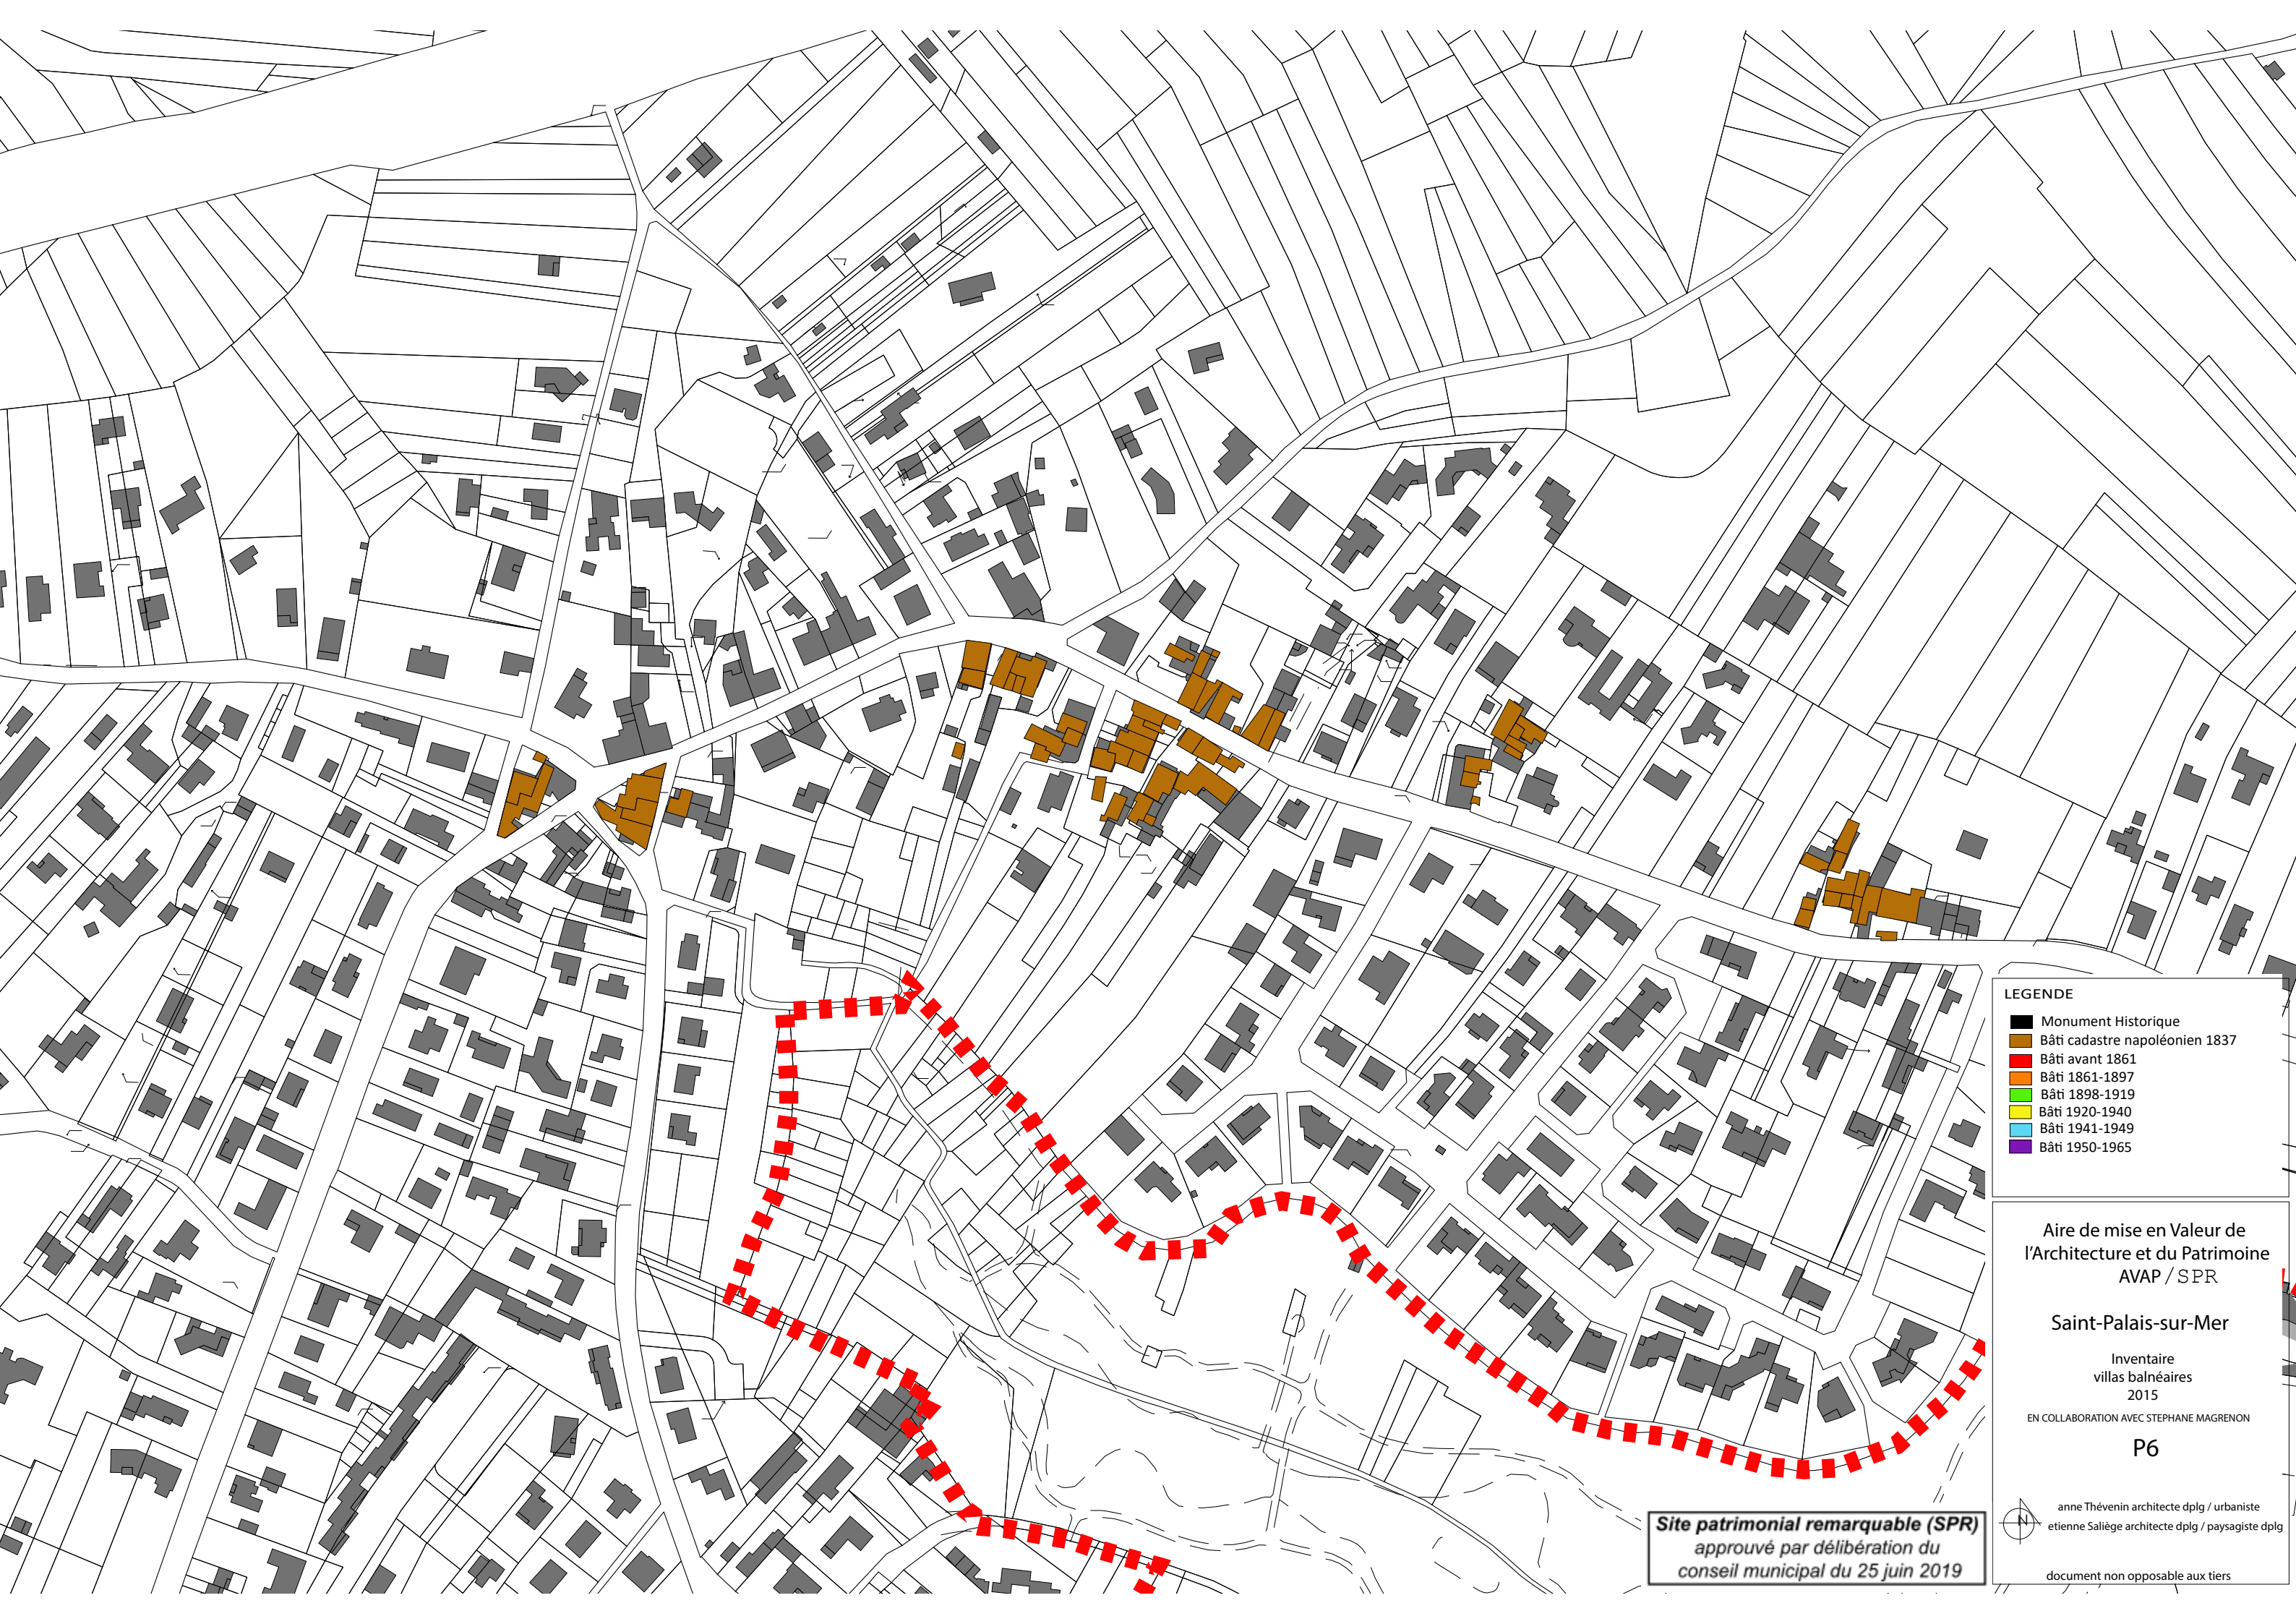 LEGENDE
Monument Historique
Bâti cadastre napoléonien 1837
Bâti avant 1861
Bâti 1861-1897
Bâti 1898-1919
Bâti 1920-1940
Bâti 1941-1949
Bâti 1950-1965
Aire de mise en Valeur de
l'Architecture et du Patrimoine
AVAP / SPR
Saint-Palais-sur-Mer
Inventaire
villas balnéaires
2015
EN COLLABORATION AVEC STEPHANE MAGRENON
P6
N
anne Thévenin architecte dplg / urbaniste
etienne Saliège architecte dplg / paysagiste dplg
document non opposable aux tiers
Site patrimonial remarquable (SPR)
approuvé par délibération du
conseil municipal du 25 juin 2019